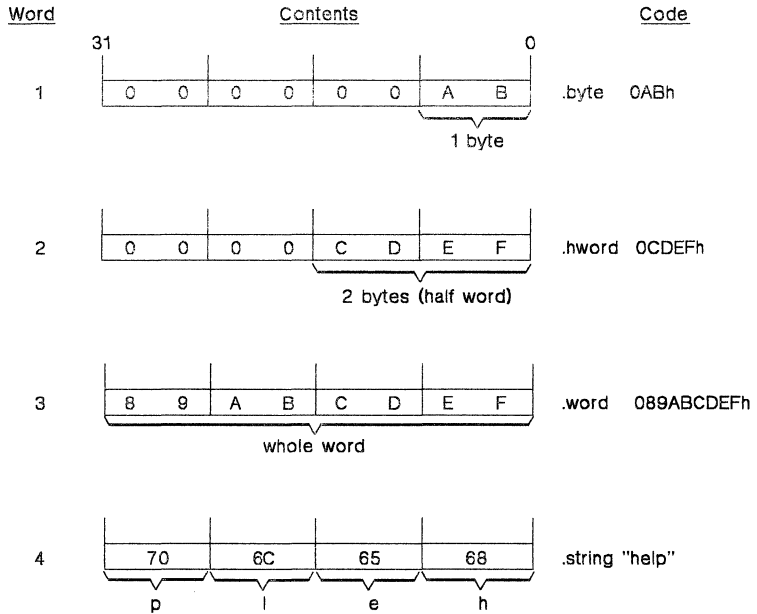 Word Contents Code
31 0
1 0 0 0 0 0 0 A B .byte 0ABh
1 byte
2 0 0 0 0 C D E F .hword 0CDEFh
2 bytes (half word)
3 8 9 A B C D E F .word 089ABCDEFh
whole word
4 70 6C 65 68 .string "help"
p l e h